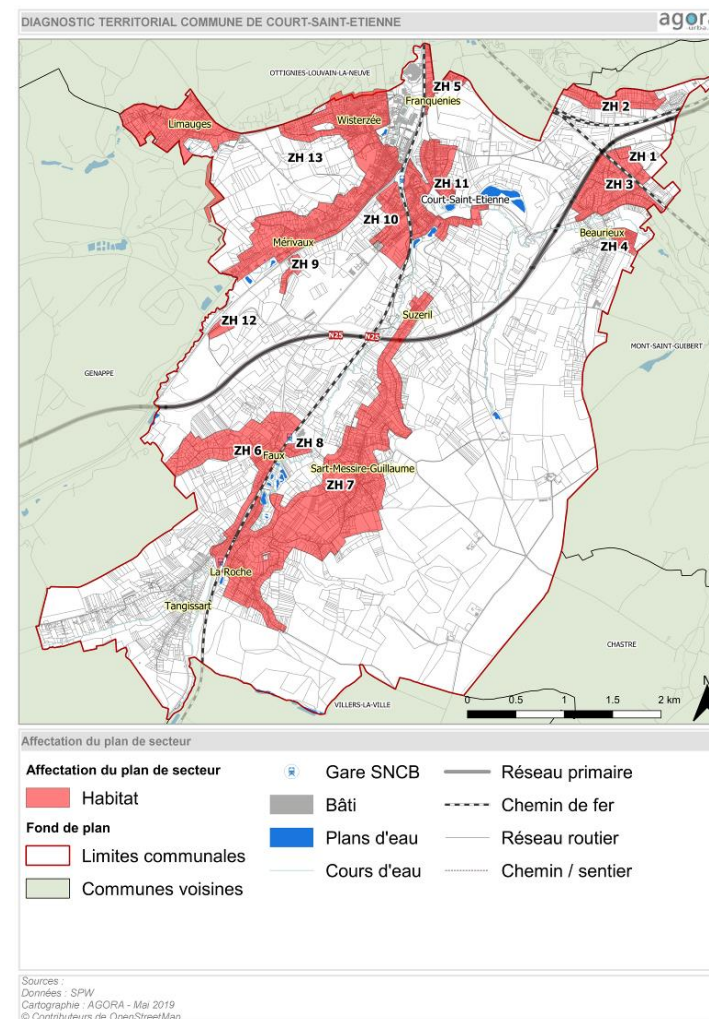 DIAGNOSTIC TERRITORIAL COMMUNE DE COURT-SAINT-ETIENNE
agora
urba.
OTTIGNIES-LOUVAIN-LA-NEUVE
ZH 5
Franquenies
ZH 2
Limauges
Wisterzée
ZH 13
ZH 1
ZH 11
ZH 3
Court-Saint-Etienne
ZH 10
Beaurieux
Mérivaux
ZH 4
ZH 9
Suzeril
ZH 12
N25
N25
MONT-SAINT-GUIBERT
GENAPPE
ZH 8
ZH 6
Faux
Sart-Messire-Guillaume
ZH 7
La Roche
Tangissart
CHASTRE
VILLERS-LA-VILLE
N
0 0.5 1 1.5 2 km
Affectation du plan de secteur
Affectation du plan de secteur
Habitat
Fond de plan
Limites communales
Communes voisines
Gare SNCB
Bâti
Plans d'eau
Cours d'eau
Réseau primaire
Chemin de fer
Réseau routier
Chemin / sentier
Sources :
Données : SPW
Cartographie : AGORA - Mai 2019
© Contributeurs de OpenStreetMap